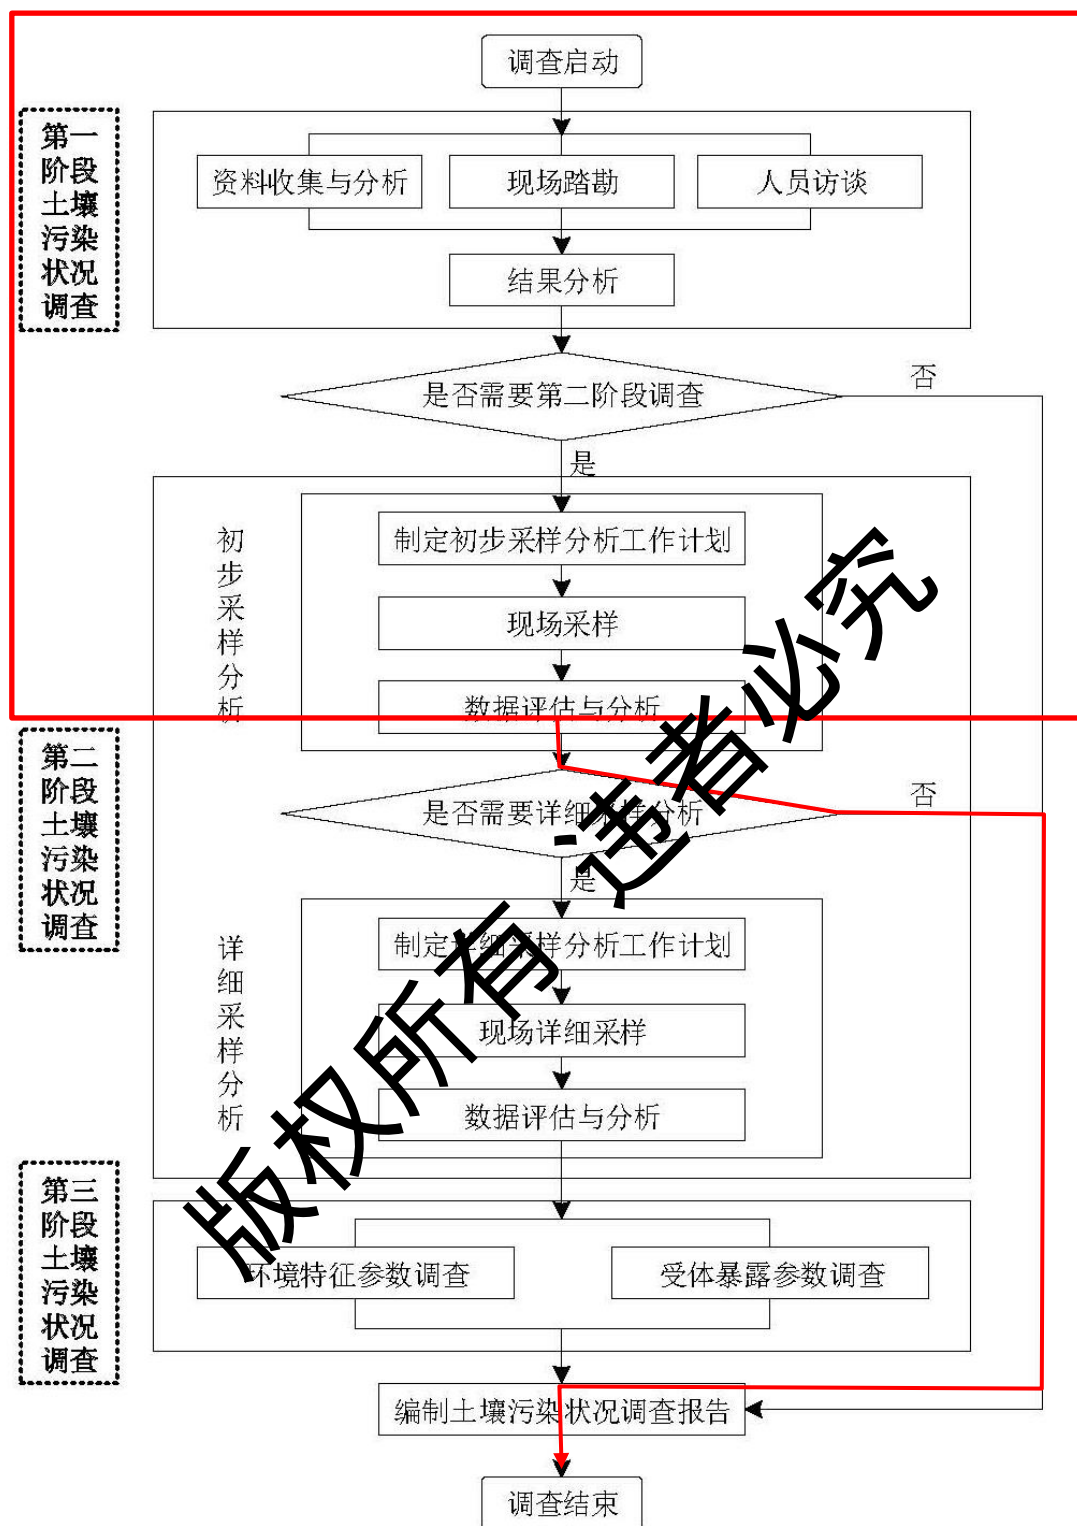 调查启动
第一
阶段
土壤
污染
状况
调查
资料收集与分析
现场踏勘
人员访谈
结果分析
是否需要第二阶段调查
否
是
初步采样分析
制定初步采样分析工作计划
现场采样
数据评估与分析
第二
阶段
土壤
污染
状况
调查
是否需要详细采样分析
否
是
详细采样分析
制定详细采样分析工作计划
现场详细采样
数据评估与分析
第三
阶段
土壤
污染
状况
调查
环境特征参数调查
受体暴露参数调查
编制土壤污染状况调查报告
调查结束
版权所有 违者必究